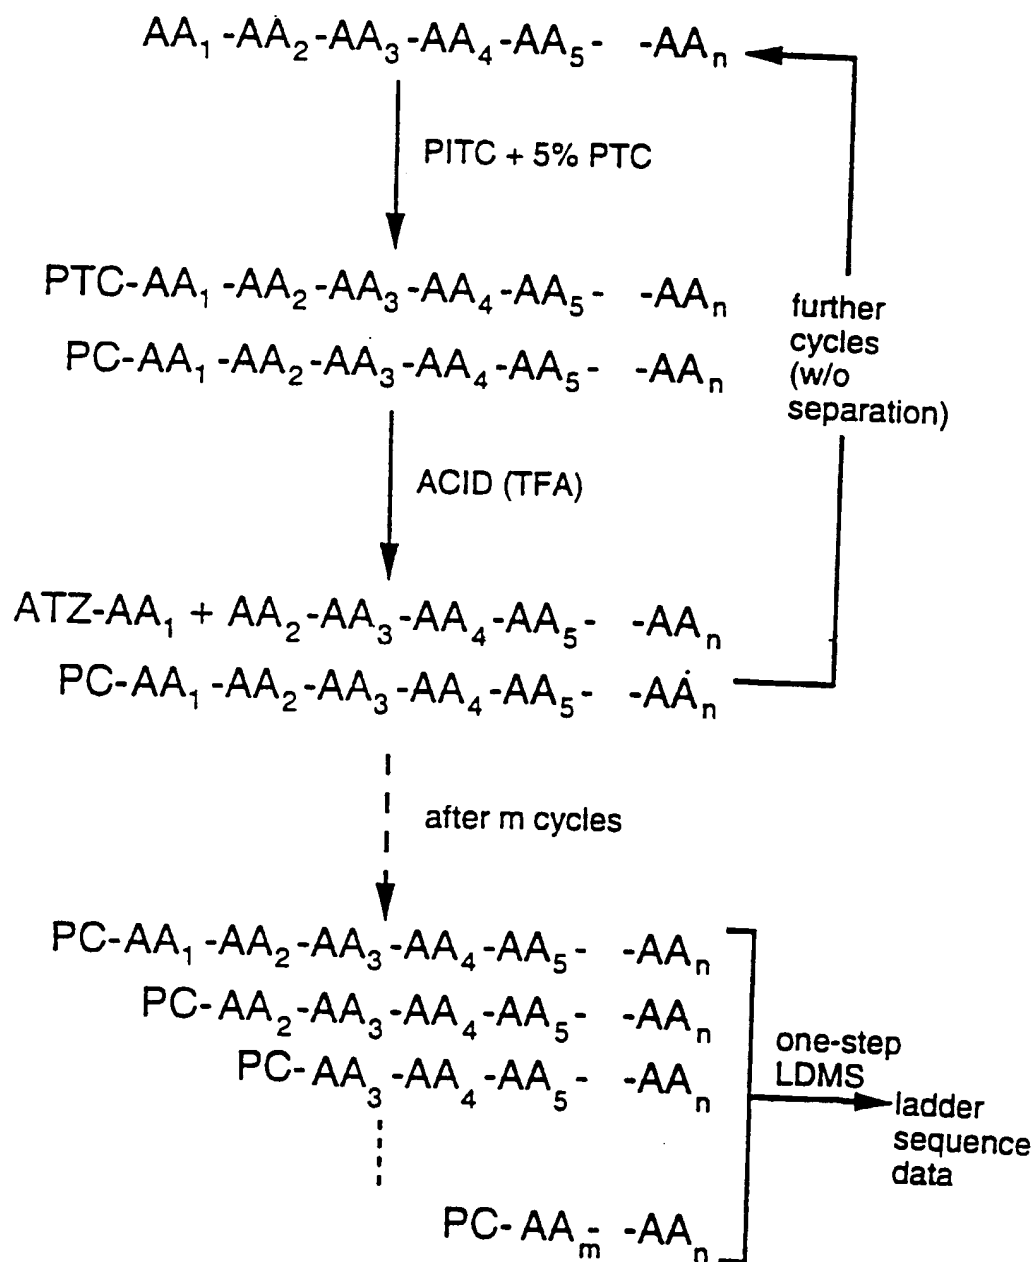 AA1 -AA2-AA3-AA4-AA5- -AAn
PITC + 5% PTC
PTC-AA1 -AA2-AA3-AA4-AA5- -AAn
PC-AA1 -AA2-AA3-AA4-AA5- -AAn
further
cycles
(w/o
separation)
ACID (TFA)
ATZ-AA1 + AA2-AA3-AA4-AA5- -AAn
PC-AA1 -AA2-AA3-AA4-AA5- -AAn
after m cycles
PC-AA1 -AA2-AA3-AA4-AA5- -AAn
PC-AA2-AA3-AA4-AA5- -AAn
PC-AA3 -AA4-AA5- -AAn
one-step
LDMS
ladder
sequence
data
PC-AAm- -AAn